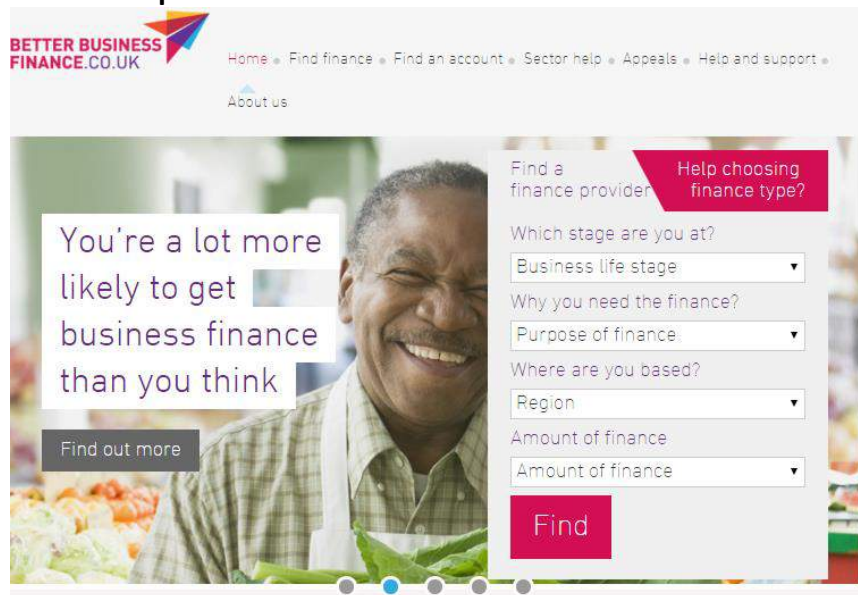 BETTER BUSINESS
FINANCE.CO.UK
Home Find finance Find an account Sector help Appeals Help and support
About us
You're a lot more
likely to get
business finance
than you think
Find out more
Find a
finance provider
Help choosing
finance type?
Which stage are you at?
Business life stage
Why you need the finance?
Purpose of finance
Where are you based?
Region
Amount of finance
Amount of finance
Find